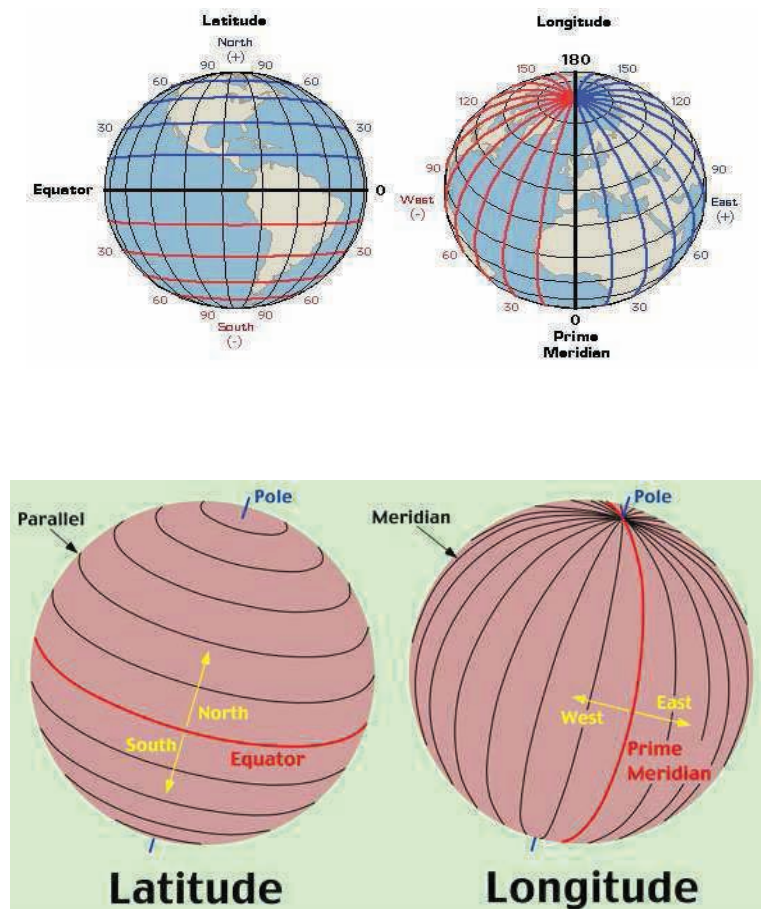 Latitude
North
(+)
90 90
60 60
30 30
Equator 0
30 30
60 60
90 90
South
(-)
Longitude
180
150 150
120 120
90 90
West
(-)
East
(+)
60 60
30 30
0
Prime
Meridian
Pole
Parallel
North
South
Equator
Latitude
Pole
Meridian
East
West
Prime
Meridian
Longitude